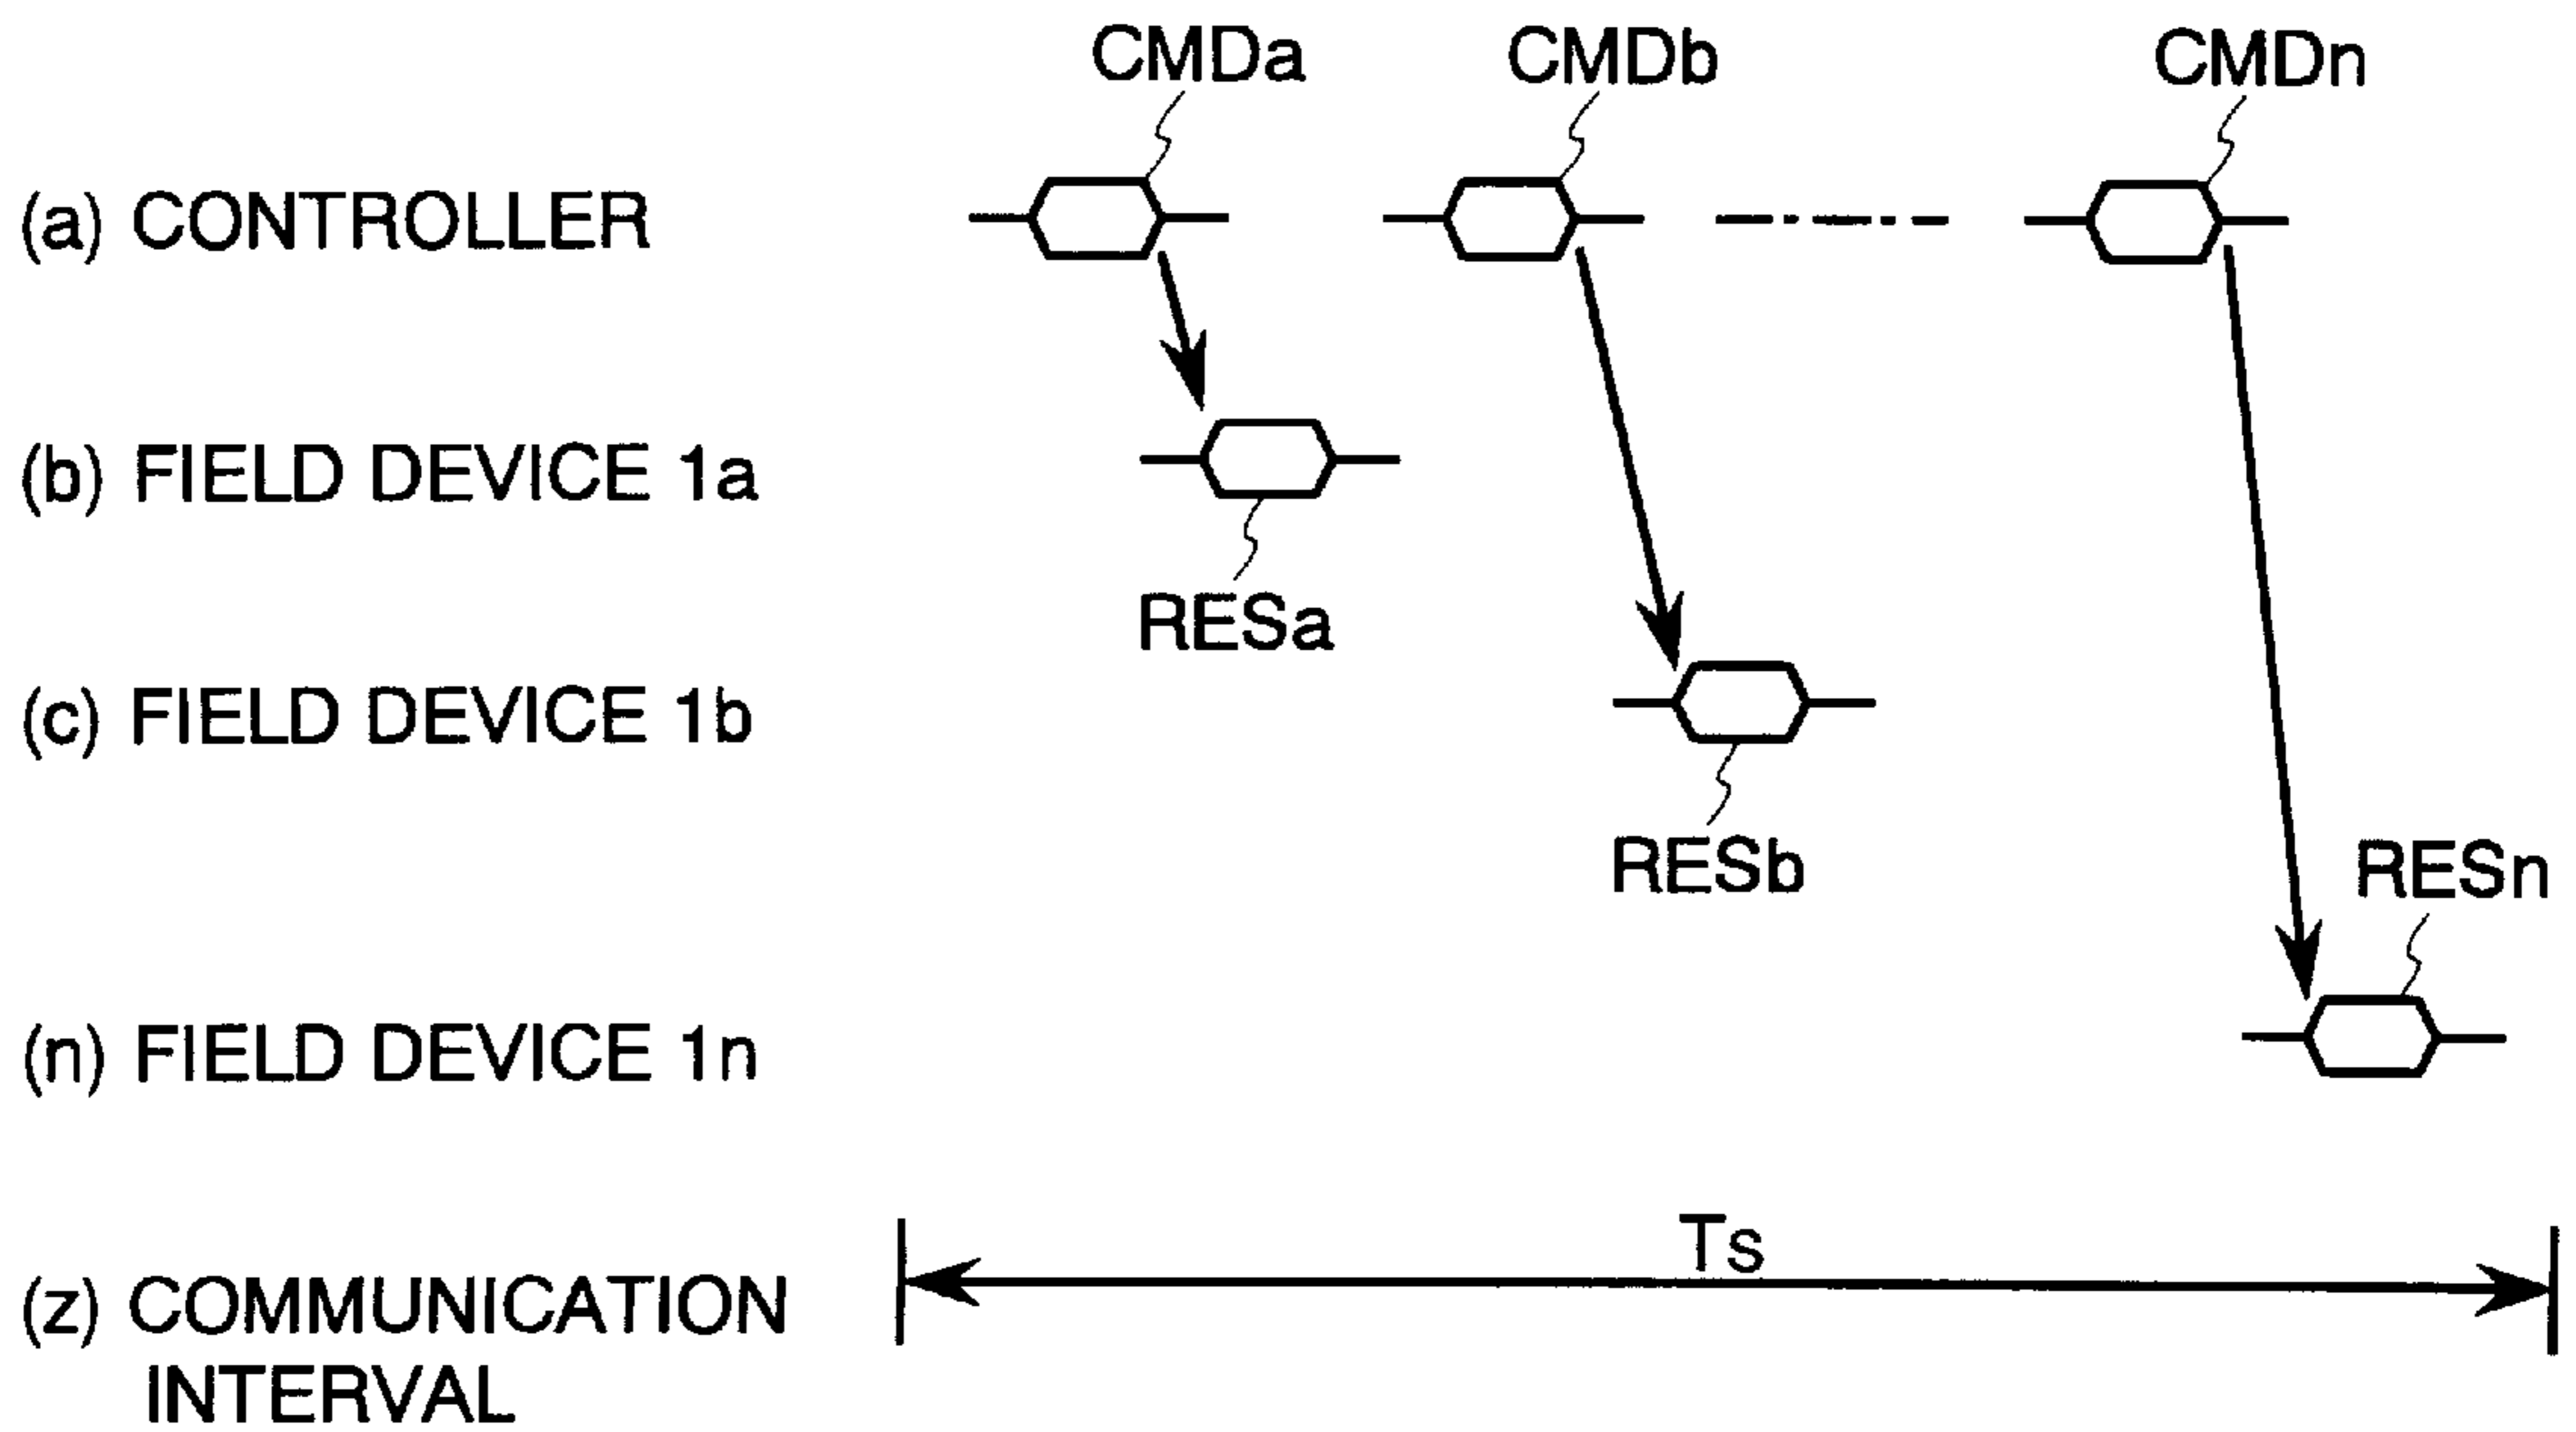 CMDa CMDb CMDn
(a) CONTROLLER
(b) FIELD DEVICE 1a
RESa
(c) FIELD DEVICE 1b
RESb
RESn
(n) FIELD DEVICE 1n
Ts
(z) COMMUNICATION
INTERVAL